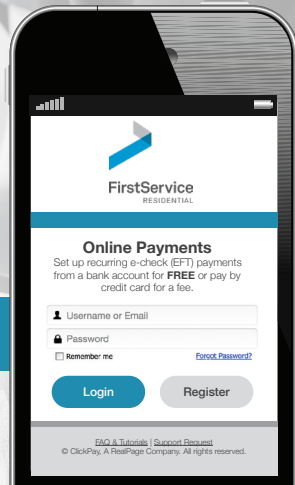 FirstService
RESIDENTIAL
Online Payments
Set up recurring e-check (EFT) payments
from a bank account for FREE or pay by
credit card for a fee.
Username or Email
Password
Remember me
Forgot Password?
Login
Register
FAQ & Tutorials | Support Request
© ClickPay, A RealPage Company. All rights reserved.